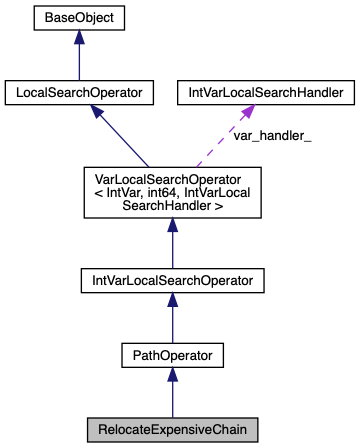 BaseObject
LocalSearchOperator
IntVarLocalSearchHandler
var_handler_
VarLocalSearchOperator
< IntVar, int64, IntVarLocal
SearchHandler >
IntVarLocalSearchOperator
PathOperator
RelocateExpensiveChain